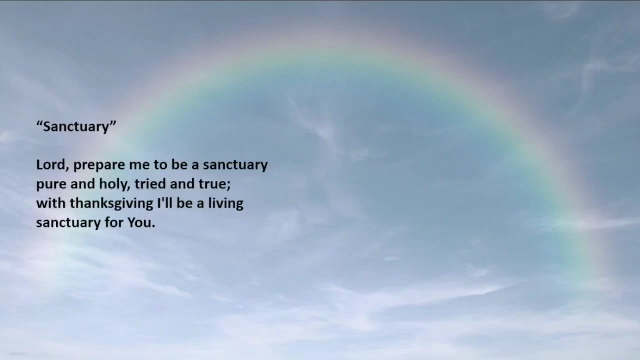 “Sanctuary”
Lord, prepare me to be a sanctuary
pure and holy, tried and true;
with thanksgiving I'll be a living
sanctuary for You.